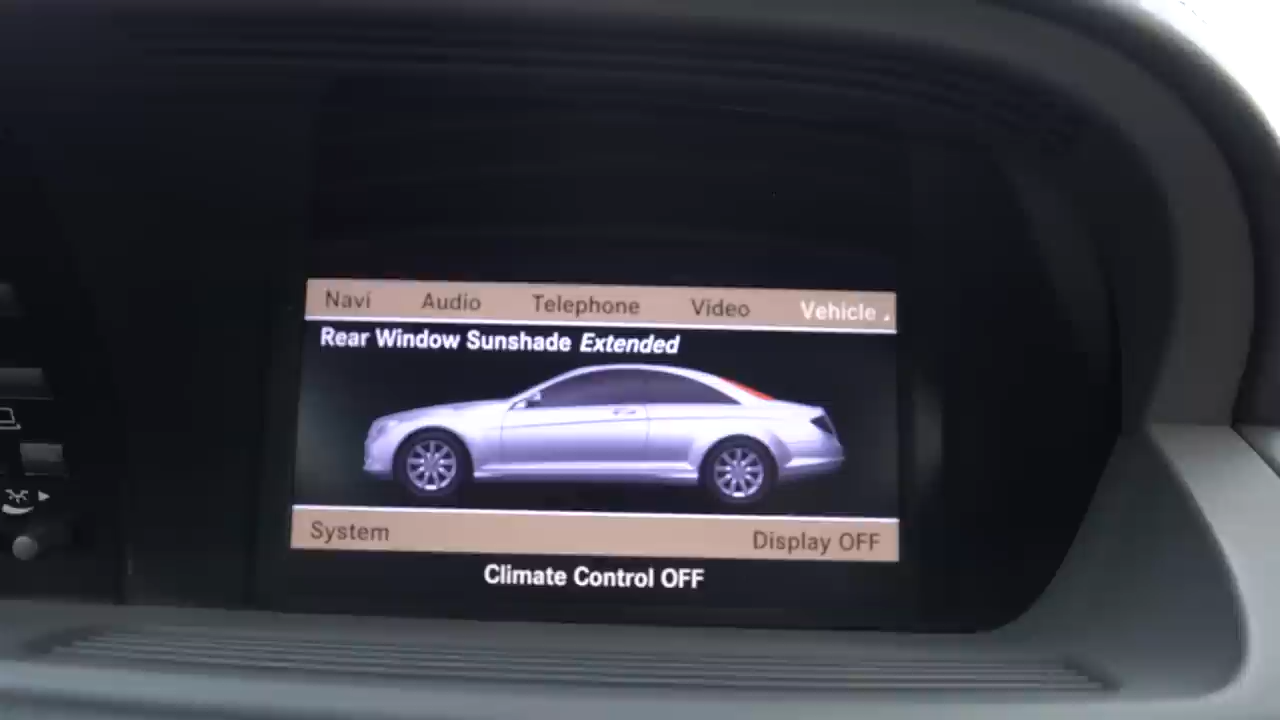 Navi Audio Telephone Video Vehicle
Rear Window Sunshade Extended
System Display OFF
Climate Control OFF